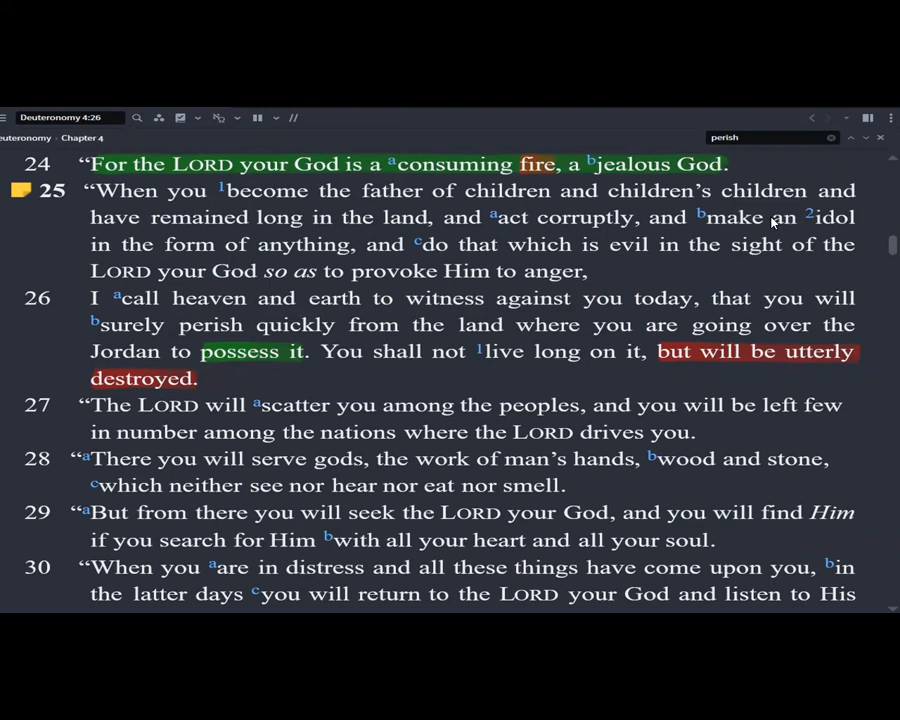 Deuteronomy 4:26
//
euteronomy › Chapter 4
perish
24 “For the LORD your God is a ᵃconsuming fire, a ᵇjealous God.
25 “When you ¹become the father of children and children’s children and
have remained long in the land, and ᵃact corruptly, and ᵇmake an ²idol
in the form of anything, and ᶜdo that which is evil in the sight of the
LORD your God so as to provoke Him to anger,
26 I ᵃcall heaven and earth to witness against you today, that you will
ᵇsurely perish quickly from the land where you are going over the
Jordan to possess it. You shall not ¹live long on it, but will be utterly
destroyed.
27 “The LORD will ᵃscatter you among the peoples, and you will be left few
in number among the nations where the LORD drives you.
28 “ᵃThere you will serve gods, the work of man’s hands, ᵇwood and stone,
ᶜwhich neither see nor hear nor eat nor smell.
29 “ᵃBut from there you will seek the LORD your God, and you will find Him
if you search for Him ᵇwith all your heart and all your soul.
30 “When you ᵃare in distress and all these things have come upon you, ᵇin
the latter days ᶜyou will return to the LORD your God and listen to His